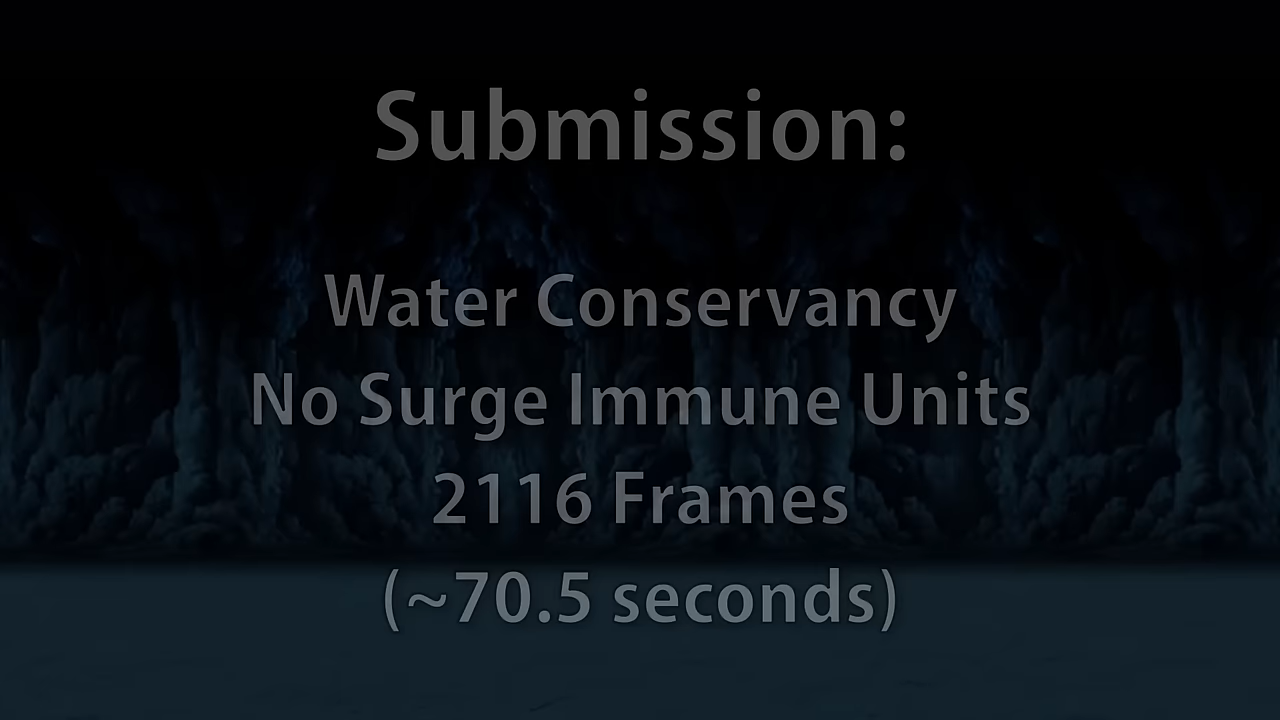 Submission:
Water Conservancy
No Surge Immune Units
2116 Frames
(~70.5 seconds)